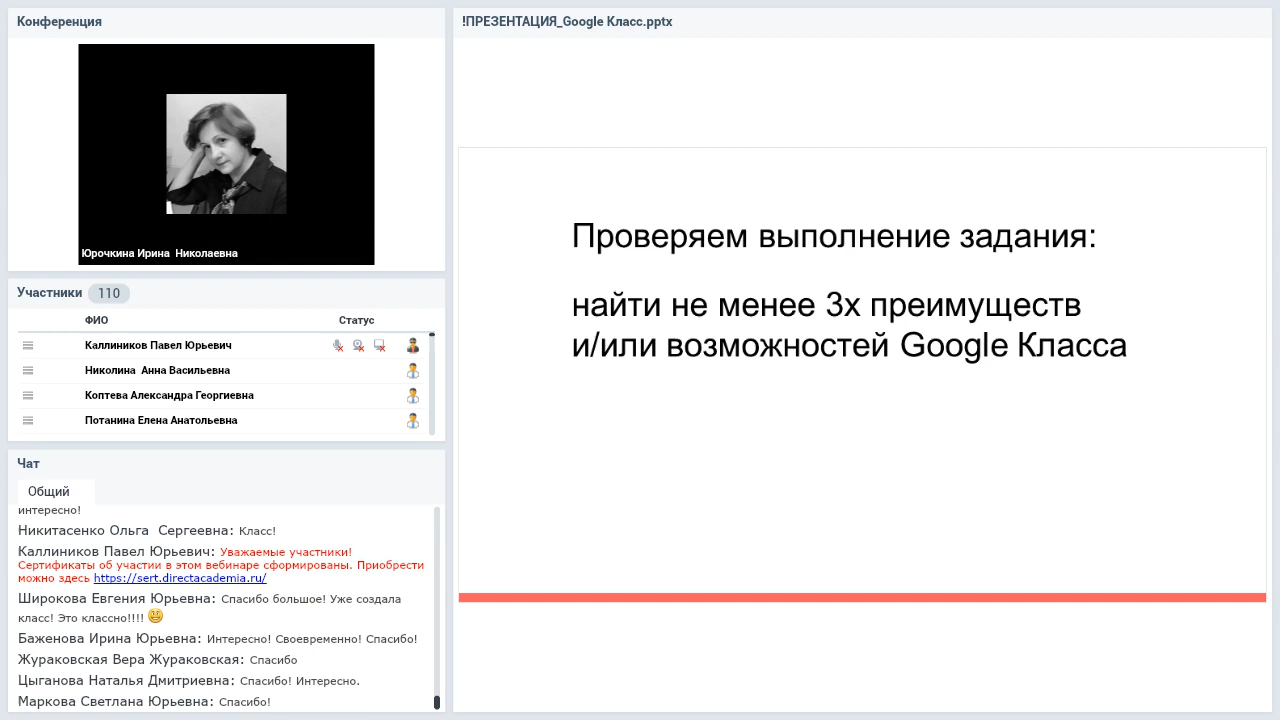 Конференция
Юрочкина Ирина  Николаевна
Участники 110
ФИО Статус
Каллиников Павел Юрьевич
Николина  Анна Васильевна
Коптева Александра Георгиевна
Потанина Елена Анатольевна
Чат
Общий
интересно!
Никитасенко Ольга  Сергеевна: Класс!
Каллиников Павел Юрьевич: Уважаемые участники!
Сертификаты об участии в этом вебинаре сформированы. Приобрести
можно здесь https://sert.directacademia.ru/
Широкова Евгения Юрьевна: Спасибо большое! Уже создала
класс! Это классно!!!!
Баженова Ирина Юрьевна: Интересно! Своевременно! Спасибо!
Жураковская Вера Жураковская: Спасибо
Цыганова Наталья Дмитриевна: Спасибо! Интересно.
Маркова Светлана Юрьевна: Спасибо!
!ПРЕЗЕНТАЦИЯ_Google Класс.pptx
Проверяем выполнение задания:
найти не менее 3х преимуществ
и/или возможностей Google Класса